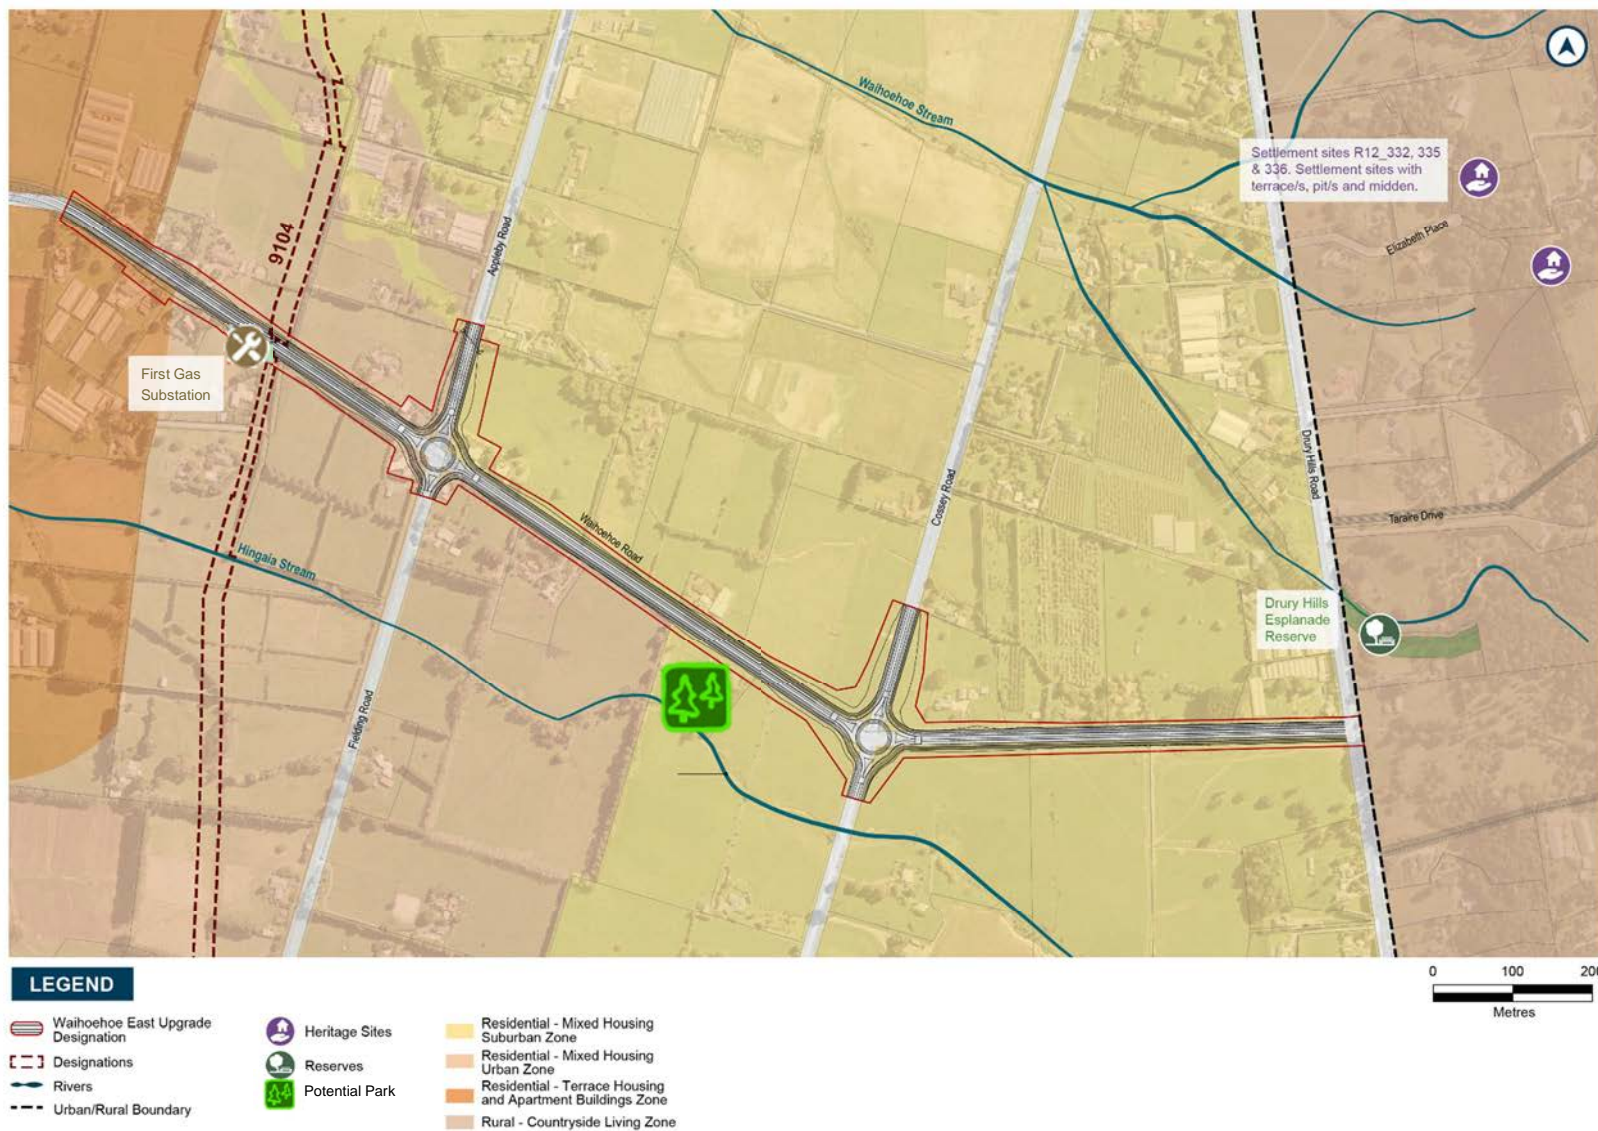 Waihoehoe Stream
Settlement sites R12_332, 335
& 336. Settlement sites with
terrace/s, pit/s and midden.
Elizabeth Place
9104
Appleby Road
First Gas
Substation
Drury Hills Road
Cossey Road
Taraire Drive
Waihoehoe Road
Hingaia Stream
Drury Hills
Esplanade
Reserve
Fielding Road
LEGEND
Waihoehoe East Upgrade
Designation
Designations
Rivers
Urban/Rural Boundary
Heritage Sites
Reserves
Potential Park
Residential - Mixed Housing
Suburban Zone
Residential - Mixed Housing
Urban Zone
Residential - Terrace Housing
and Apartment Buildings Zone
Rural - Countryside Living Zone
0 100 200
Metres